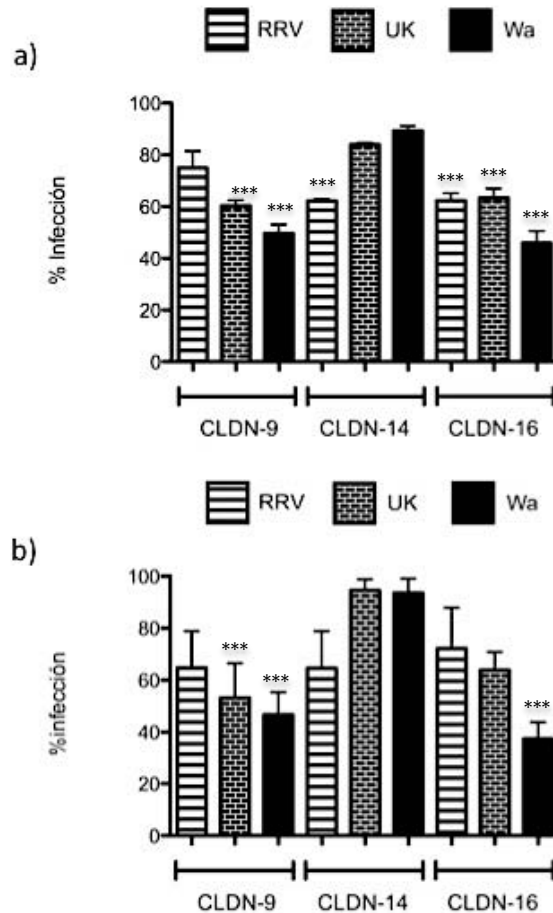 RRV UK Wa
a)
100
80
60
40
20
0
% Infección
*** *** *** *** *** ***
CLDN-9 CLDN-14 CLDN-16
RRV UK Wa
b)
100
80
60
40
20
0
%infección
*** *** ***
CLDN-9 CLDN-14 CLDN-16